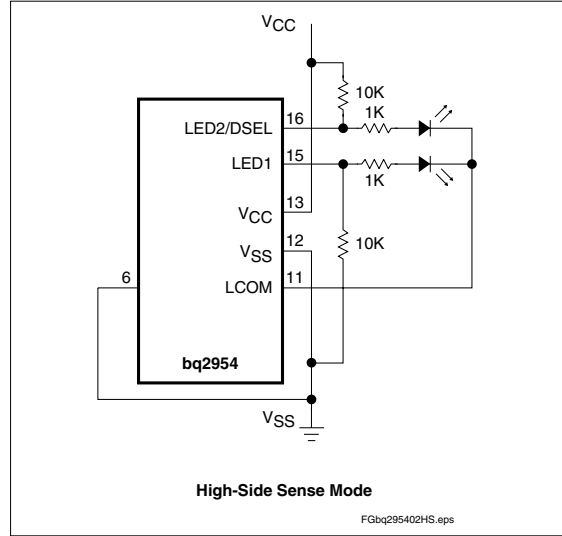 VCC
10K
16
1K
LED2/DSEL
15
LED1
1K
13
VCC
12
VSS
10K
6
11
LCOM
bq2954
VSS
High-Side Sense Mode
FGbq295402HS.eps